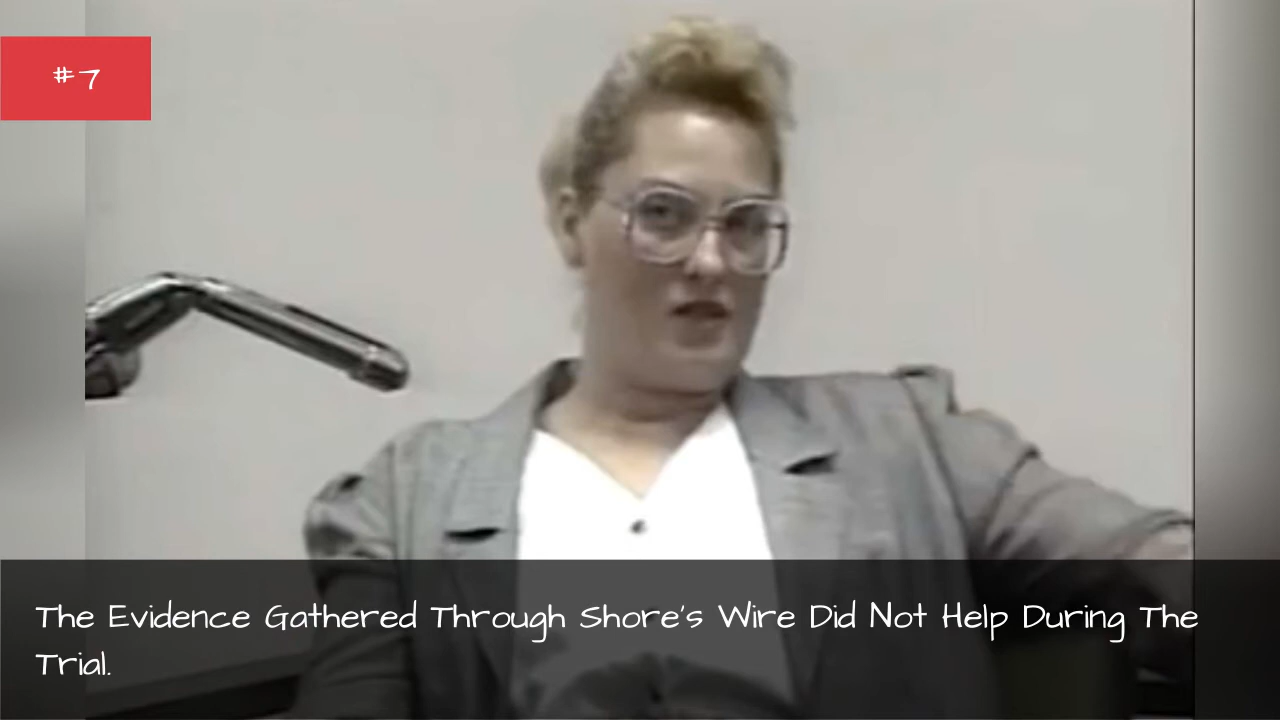 #7
The Evidence Gathered Through Shore's Wire Did Not Help During The
Trial.